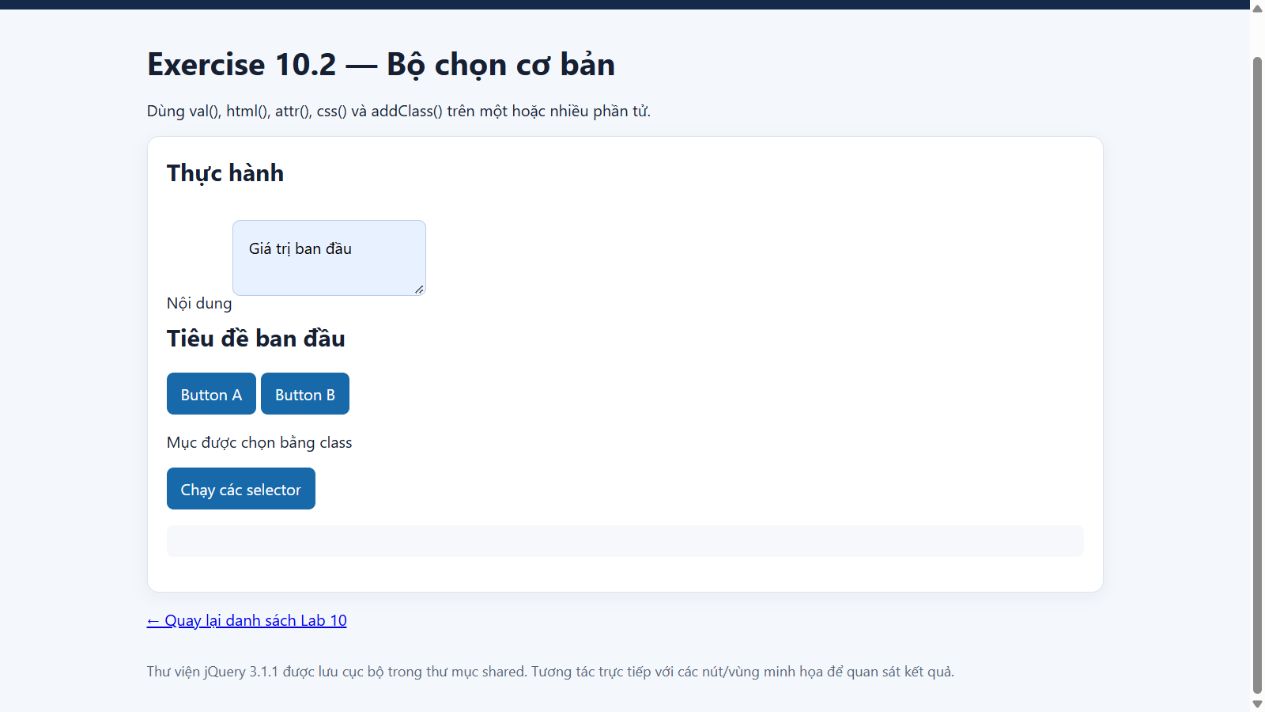 Exercise 10.2 — Bộ chọn cơ bản
Dùng val(), html(), attr(), css() và addClass() trên một hoặc nhiều phần tử.
Thực hành
Giá trị ban đầu
Nội dung
Tiêu đề ban đầu
Button A Button B
Mục được chọn bằng class
Chạy các selector
← Quay lại danh sách Lab 10
Thư viện jQuery 3.1.1 được lưu cục bộ trong thư mục shared. Tương tác trực tiếp với các nút/vùng minh họa để quan sát kết quả.